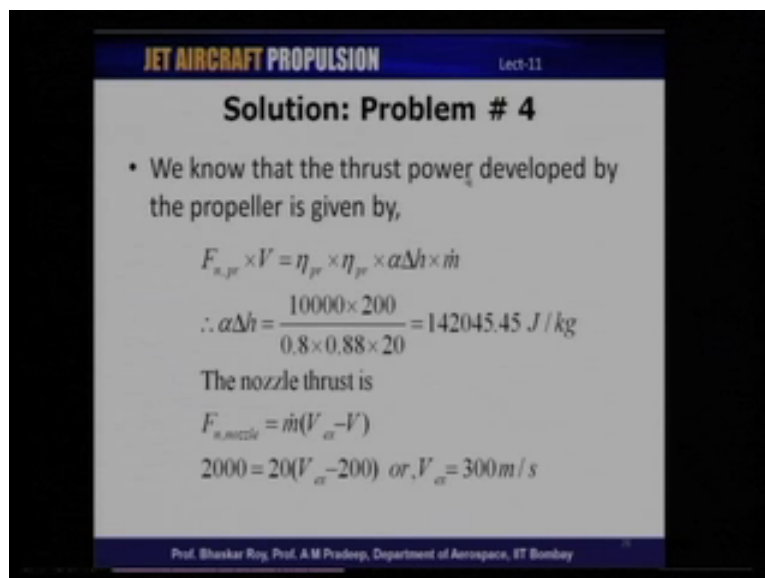 JET AIRCRAFT PROPULSION Lect-11
Solution: Problem # 4
• We know that the thrust power developed by
the propeller is given by,
F_{n,pr} × V = η_{pr} × η_{pr} × αΔh × ṁ
∴ αΔh = \frac{10000 × 200}{0.8 × 0.88 × 20} = 142045.45 J / kg
The nozzle thrust is
F_{n,nozzle} = ṁ(V_{ex} – V)
2000 = 20(V_{ex} – 200) or, V_{ex} = 300 m / s
Prof. Bhaskar Roy, Prof. A M Pradeep, Department of Aerospace, IIT Bombay